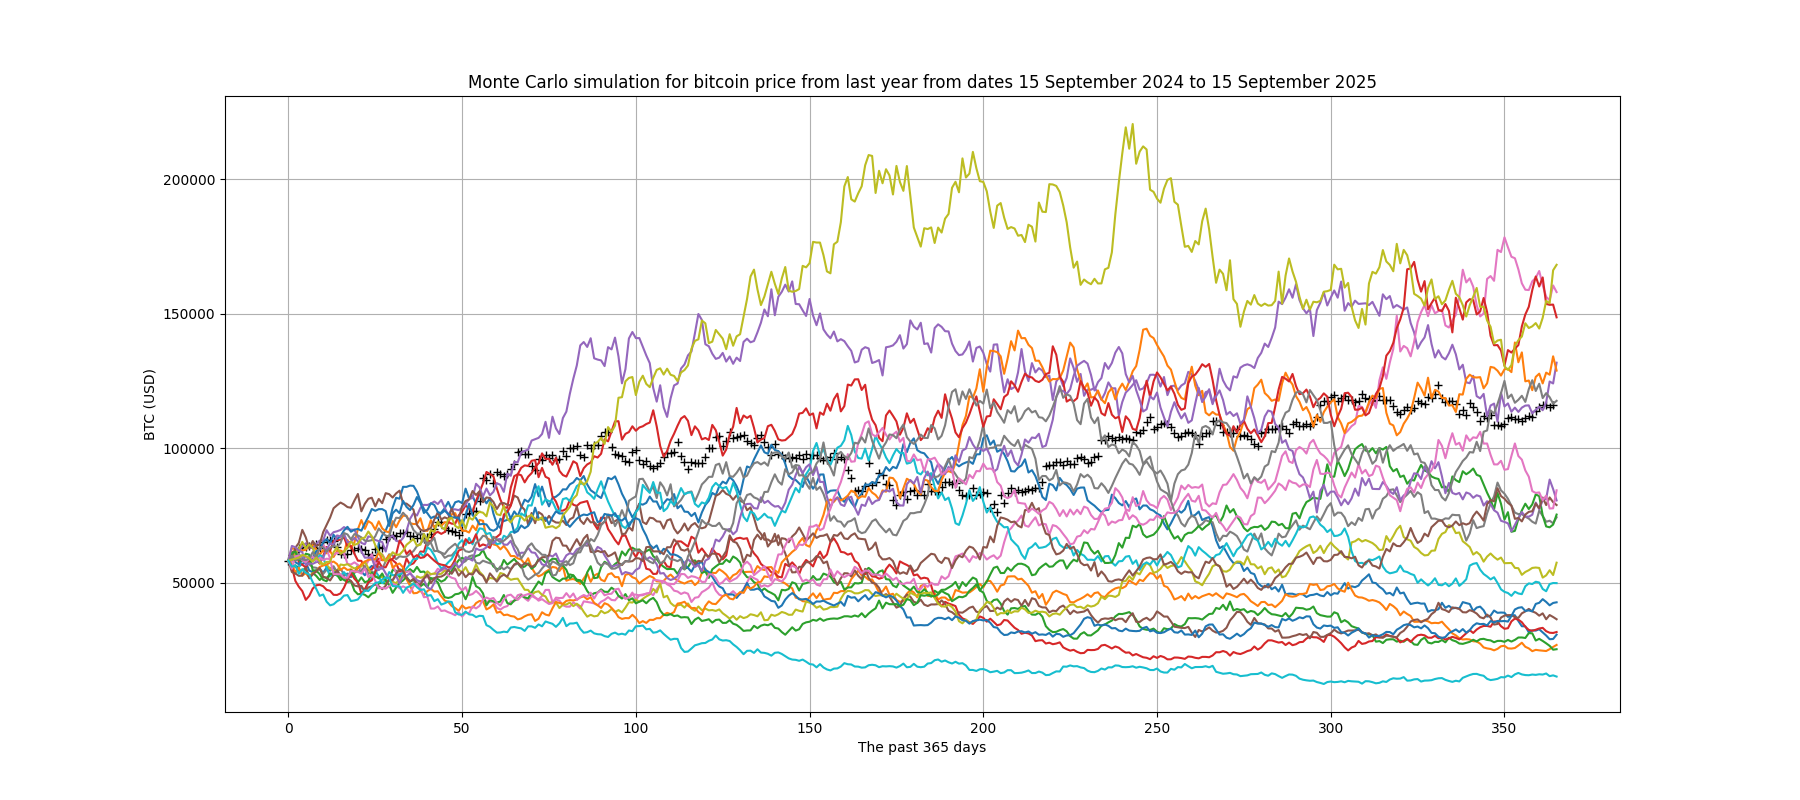 Monte Carlo simulation for bitcoin price from last year from dates 15 September 2024 to 15 September 2025
200000
150000
100000
50000
BTC (USD)
0 50 100 150 200 250 300 350
The past 365 days